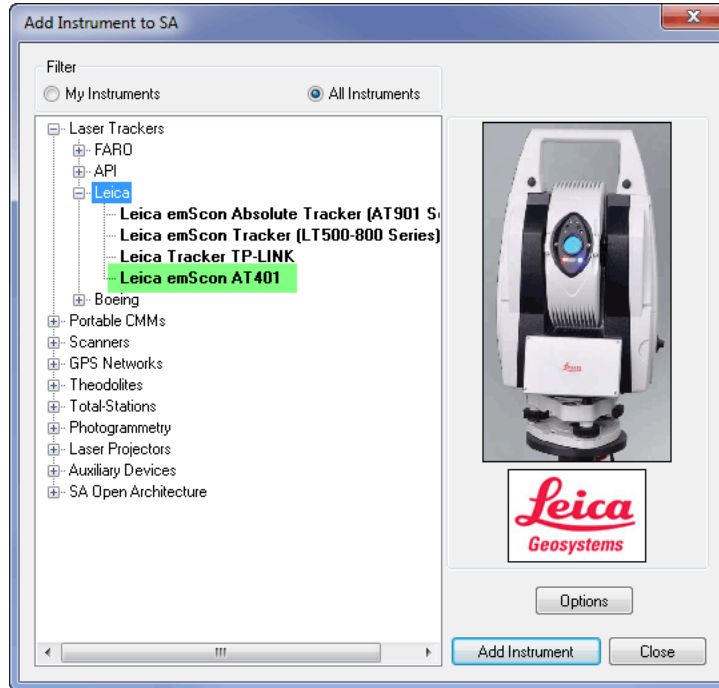 Add Instrument to SA
Filter
My Instruments
All Instruments
Laser Trackers
FARO
API
Leica
Leica emScon Absolute Tracker (AT901 S
Leica emScon Tracker (LT500-800 Series)
Leica Tracker TP-LINK
Leica emScon AT401
Boeing
Portable CMMs
Scanners
GPS Networks
Theodolites
Total-Stations
Photogrammetry
Laser Projectors
Auxiliary Devices
SA Open Architecture
Leica
Leica
Geosystems
Options
Add Instrument
Close